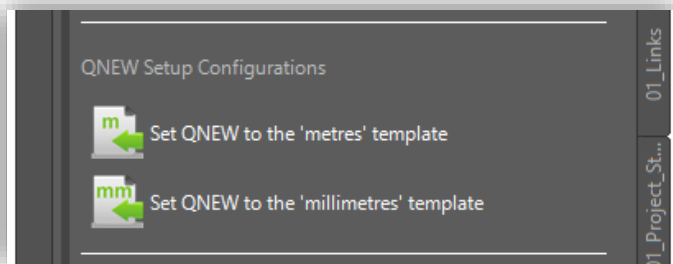 QNEW Setup Configurations
m
Set QNEW to the 'metres' template
mm
Set QNEW to the 'millimetres' template
01_Links
01_Project_St...